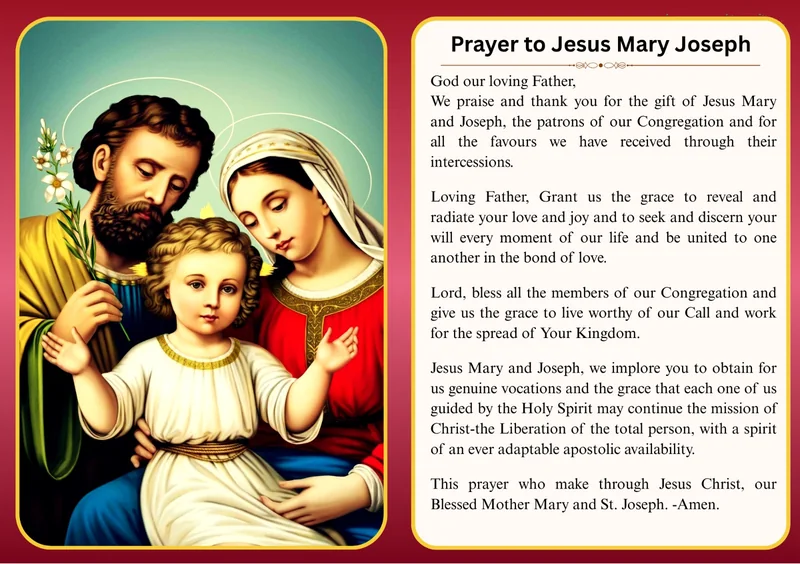 Prayer to Jesus Mary Joseph
God our loving Father,
We praise and thank you for the gift of Jesus Mary
and Joseph, the patrons of our Congregation and for
all the favours we have received through their
intercessions.
Loving Father, Grant us the grace to reveal and
radiate your love and joy and to seek and discern your
will every moment of our life and be united to one
another in the bond of love.
Lord, bless all the members of our Congregation and
give us the grace to live worthy of our Call and work
for the spread of Your Kingdom.
Jesus Mary and Joseph, we implore you to obtain for
us genuine vocations and the grace that each one of us
guided by the Holy Spirit may continue the mission of
Christ-the Liberation of the total person, with a spirit
of an ever adaptable apostolic availability.
This prayer who make through Jesus Christ, our
Blessed Mother Mary and St. Joseph. -Amen.